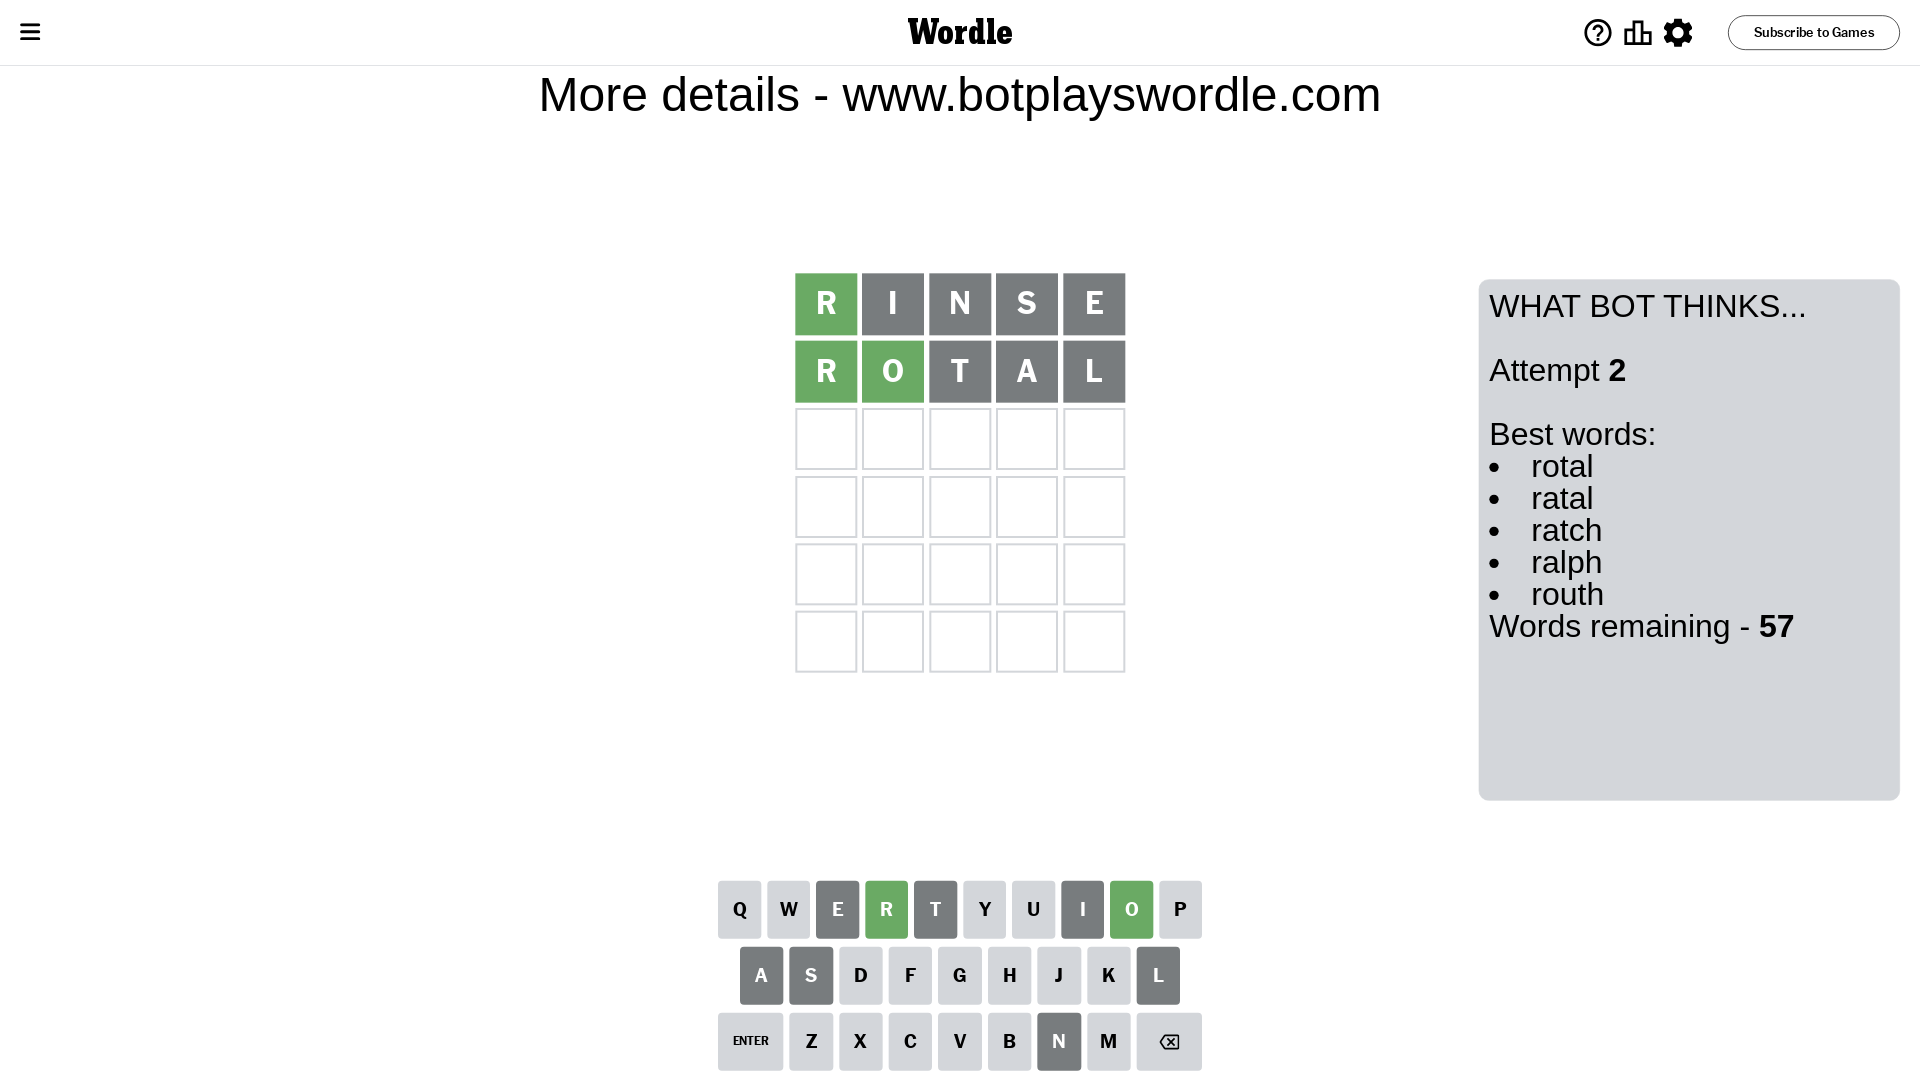 Wordle
Subscribe to Games
More details - www.botplayswordle.com
R I N S E
R O T A L
WHAT BOT THINKS...
Attempt 2
Best words:
• rotal
• ratal
• ratch
• ralph
• routh
Words remaining - 57
Q W E R T Y U I O P
A S D F G H J K L
ENTER Z X C V B N M